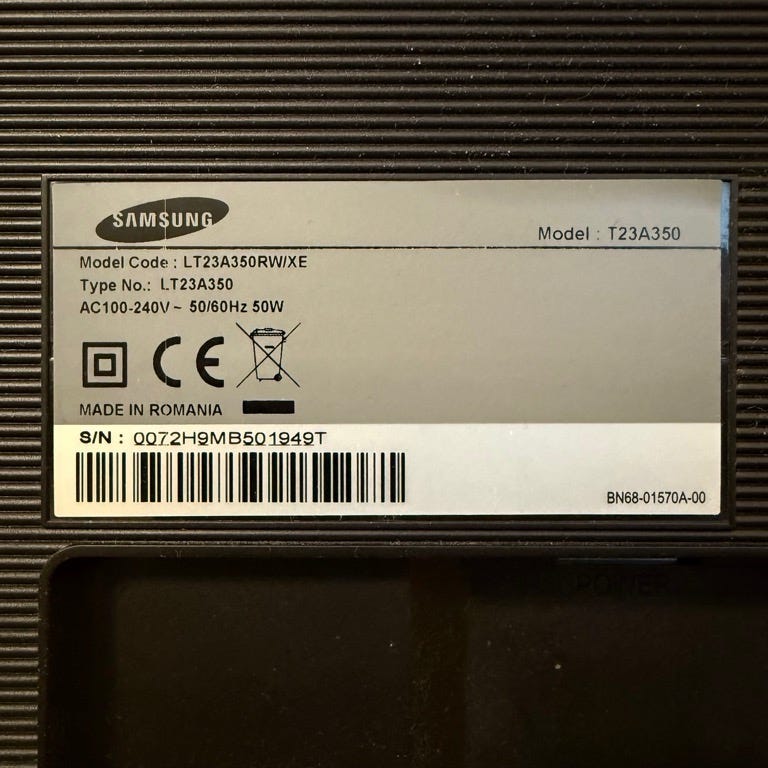 SAMSUNG
Model : T23A350
Model Code : LT23A350RW/XE
Type No.: LT23A350
AC100-240V ~ 50/60Hz 50W
CE
MADE IN ROMANIA
S/N : 0072H9MB501949T
BN68-01570A-00
POWER